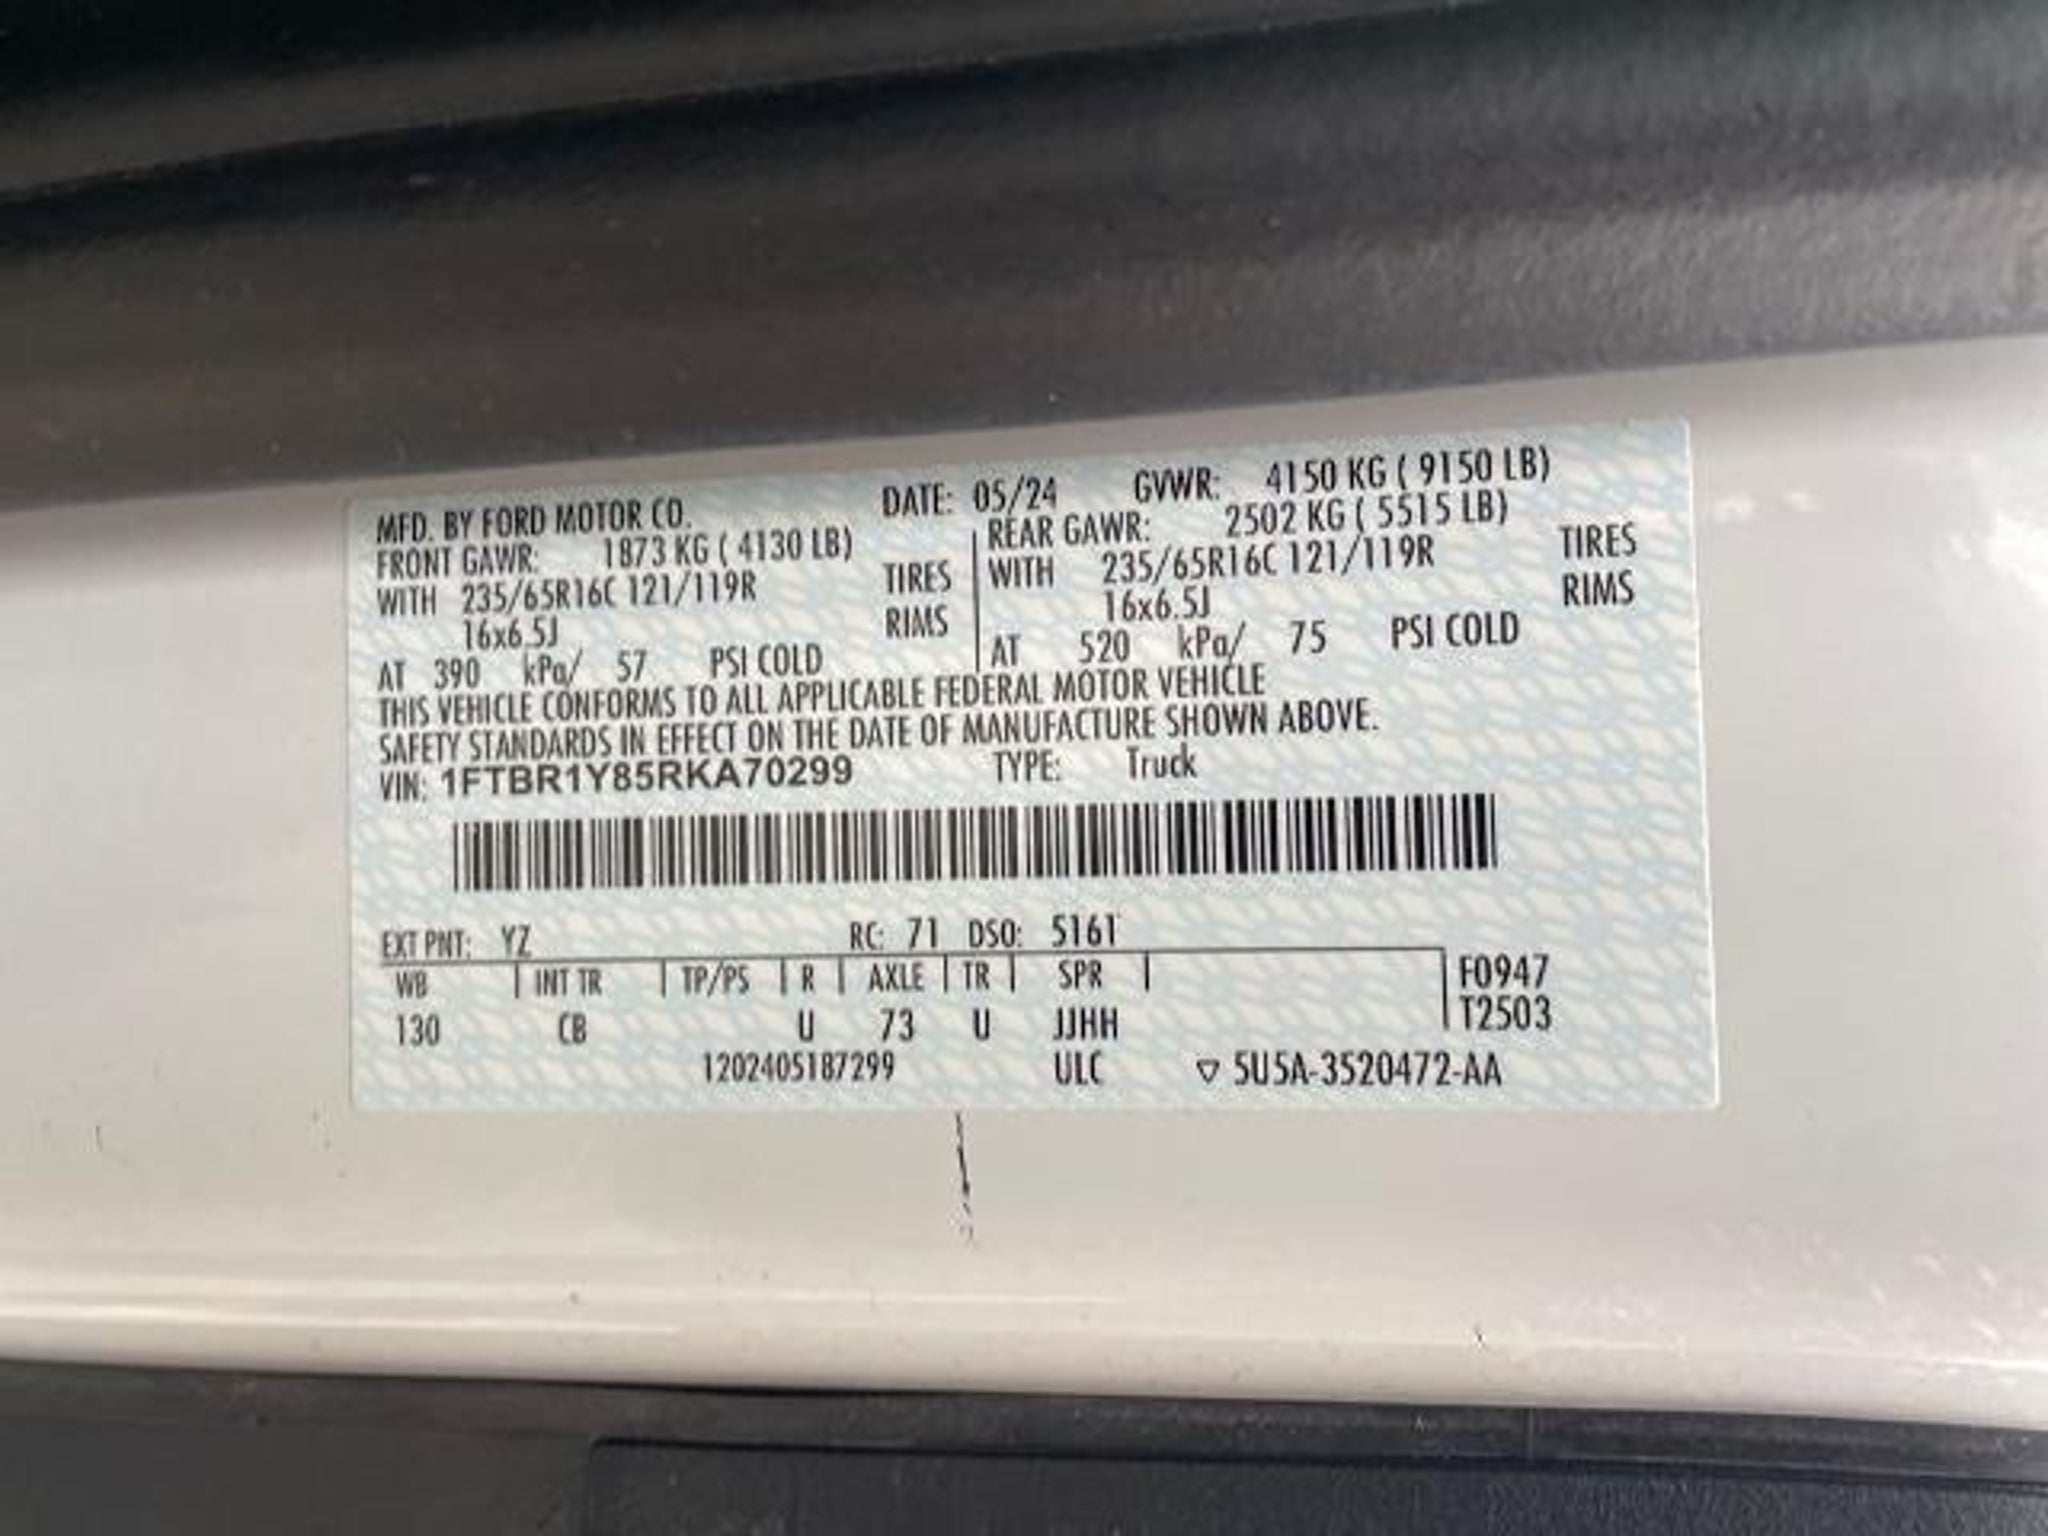 MFD. BY FORD MOTOR CO. DATE: 05/24 GVWR: 4150 KG ( 9150 LB)
FRONT GAWR: 1873 KG ( 4130 LB) REAR GAWR: 2502 KG ( 5515 LB)
WITH 235/65R16C 121/119R TIRES WITH 235/65R16C 121/119R TIRES
16x6.5J RIMS 16x6.5J RIMS
AT 390 kPa/ 57 PSI COLD AT 520 kPa/ 75 PSI COLD
THIS VEHICLE CONFORMS TO ALL APPLICABLE FEDERAL MOTOR VEHICLE
SAFETY STANDARDS IN EFFECT ON THE DATE OF MANUFACTURE SHOWN ABOVE.
VIN: 1FTBR1Y85RKA70299 TYPE: Truck
EXT PNT: YZ RC: 71 DSO: 5161
WB INT TR TP/PS R AXLE TR SPR F0947
130 CB U 73 U JJHH T2503
1202405187299 ULC ▽ 5U5A-3520472-AA